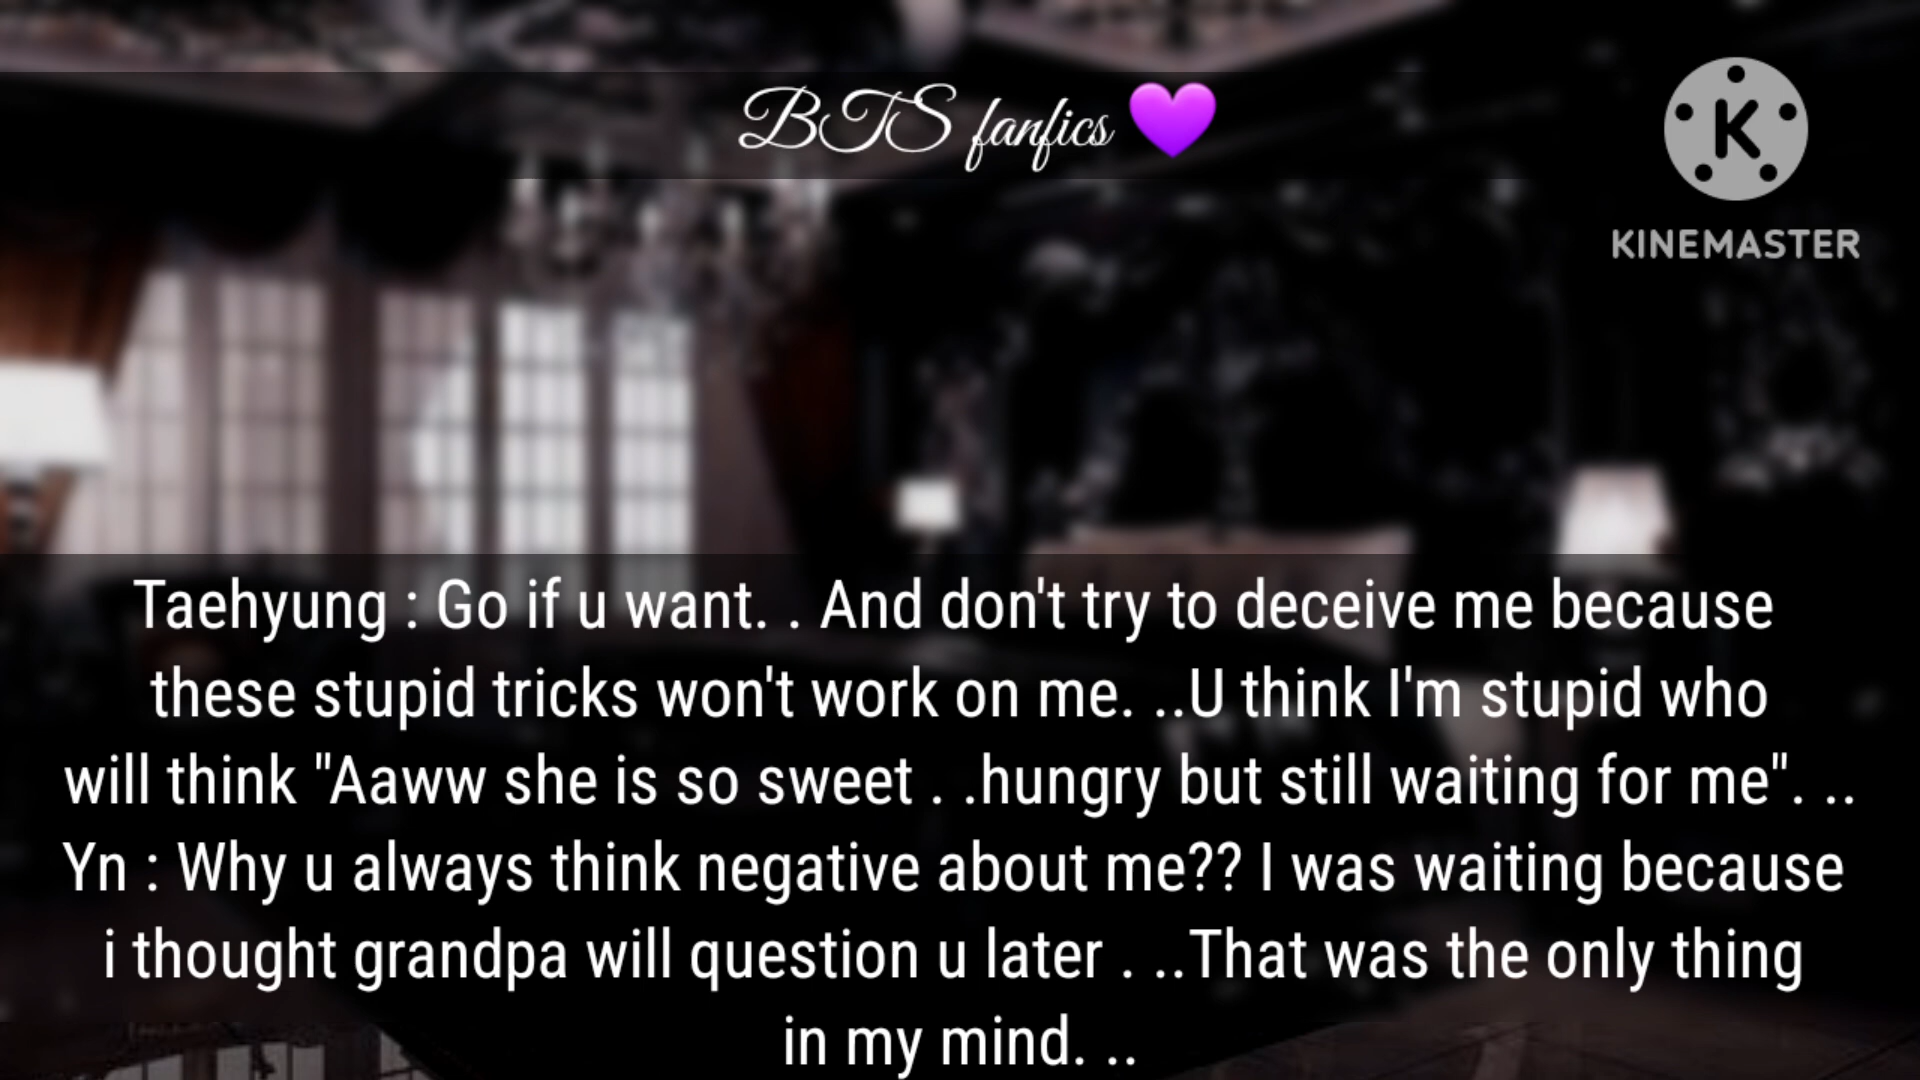 BTS fanfics 💜
K
KINEMASTER
Taehyung : Go if u want. . And don't try to deceive me because
these stupid tricks won't work on me. ..U think I'm stupid who
will think "Aaww she is so sweet . .hungry but still waiting for me". ..
Yn : Why u always think negative about me?? I was waiting because
i thought grandpa will question u later . ..That was the only thing
in my mind. ..